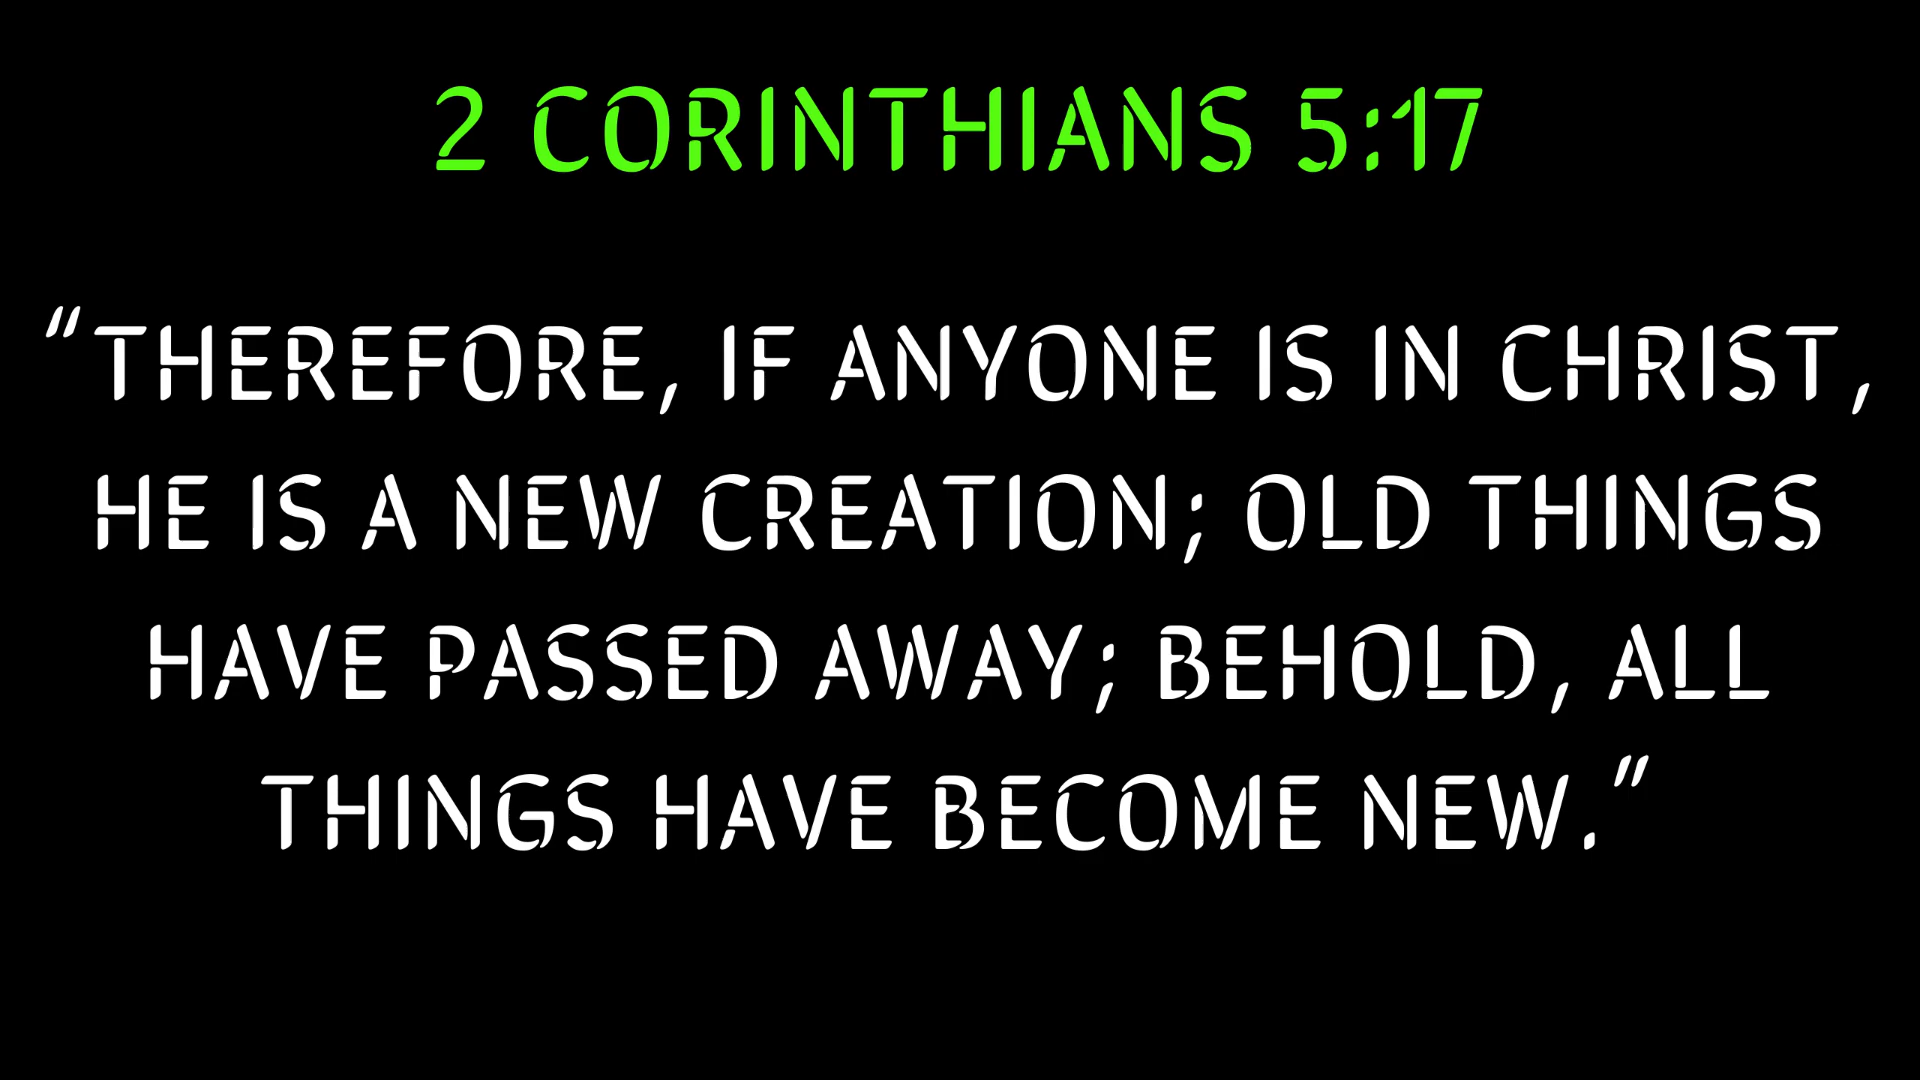 2 CORINTHIANS 5:17
“THEREFORE, IF ANYONE IS IN CHRIST,
HE IS A NEW CREATION; OLD THINGS
HAVE PASSED AWAY; BEHOLD, ALL
THINGS HAVE BECOME NEW.”